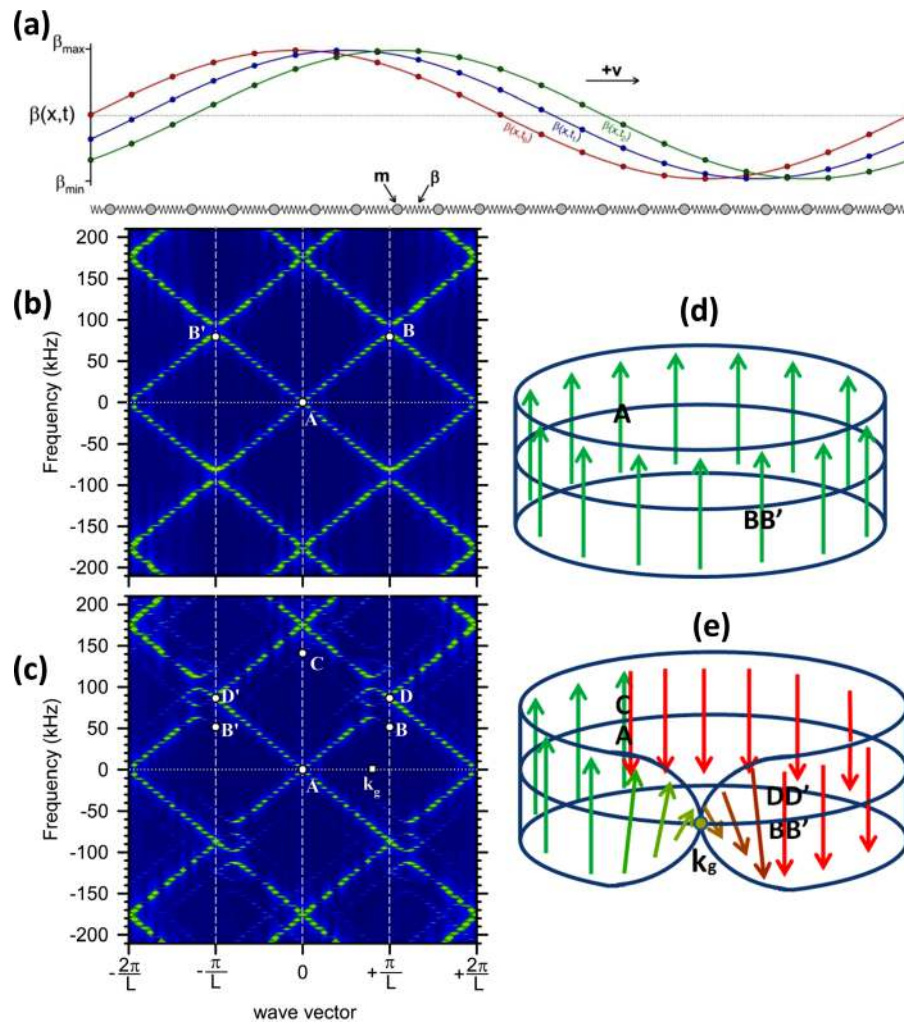 (a)
βmax
β(x,t)
βmin
+v
β(x,t₀)
β(x,t₁)
β(x,t₂)
m
β
(b)
Frequency (kHz)
200
150
100
50
0
-50
-100
-150
-200
B'
B
A
(c)
Frequency (kHz)
200
150
100
50
0
-50
-100
-150
-200
C
D'
D
B'
B
A
kg
-2π/L
-π/L
0
+π/L
+2π/L
wave vector
(d)
A
BB'
(e)
C
A
DD'
BB'
kg